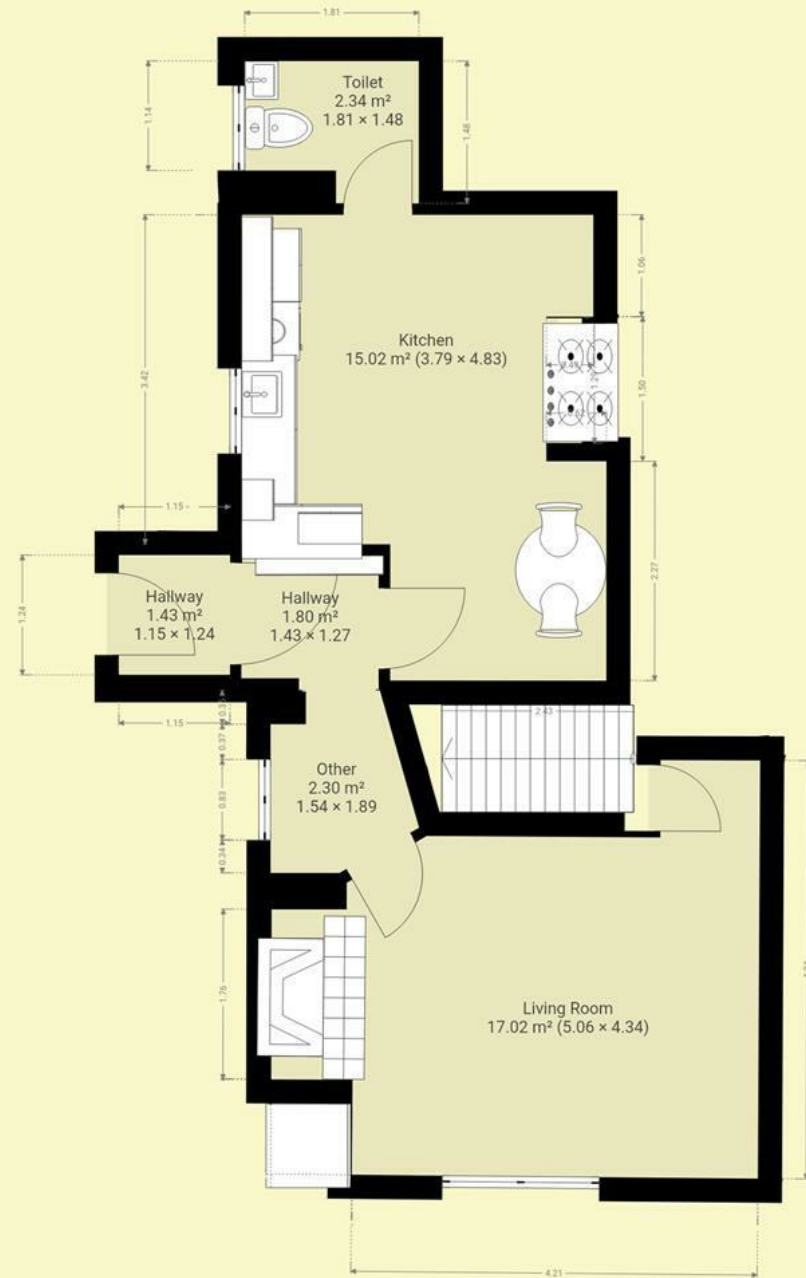 1.81
Toilet
2.34 m²
1.81 × 1.48
1.14
1.48
1.06
Kitchen
15.02 m² (3.79 × 4.83)
3.42
1.50
1.15
Hallway
1.43 m²
1.15 × 1.24
Hallway
1.80 m²
1.43 × 1.27
1.24
2.27
1.15
0.37
2.43
Other
2.30 m²
1.54 × 1.89
0.83
0.34
1.76
Living Room
17.02 m² (5.06 × 4.34)
4.21